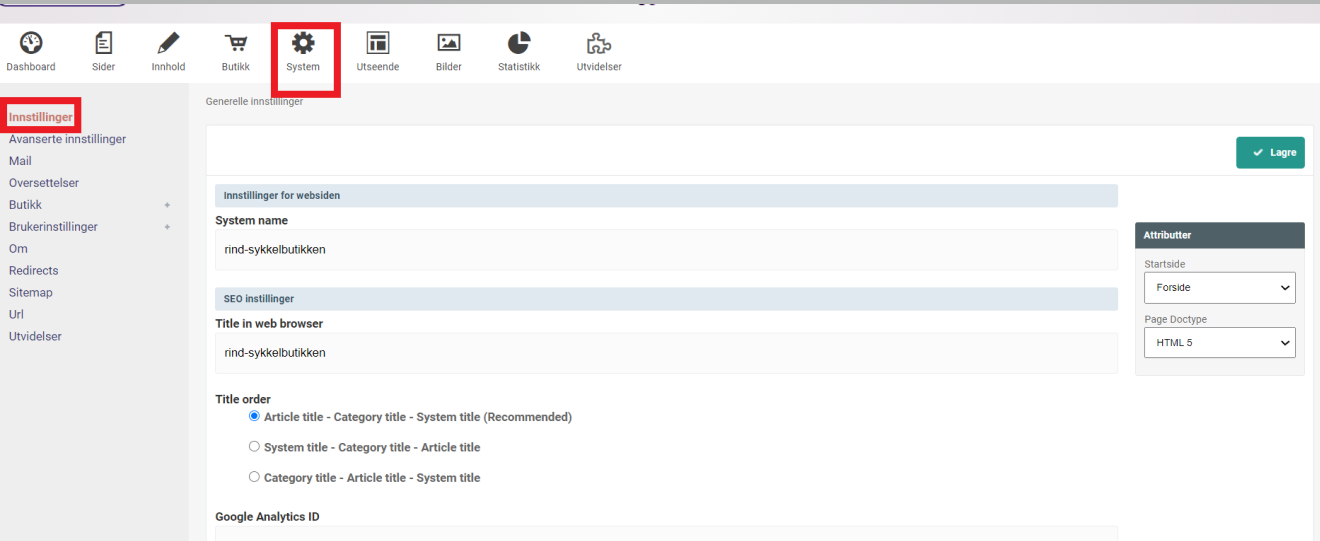 Dashboard
Sider
Innhold
Butikk
System
Utseende
Bilder
Statistikk
Utvidelser
Innstillinger
Avanserte innstillinger
Mail
Oversettelser
Butikk +
Brukerinstillinger +
Om
Redirects
Sitemap
Url
Utvidelser
Generelle innstillinger
Lagre
Innstillinger for websiden
System name
rind-sykkelbutikken
SEO instillinger
Title in web browser
rind-sykkelbutikken
Title order
Article title - Category title - System title (Recommended)
System title - Category title - Article title
Category title - Article title - System title
Google Analytics ID
Attributter
Startside
Forside
Page Doctype
HTML 5